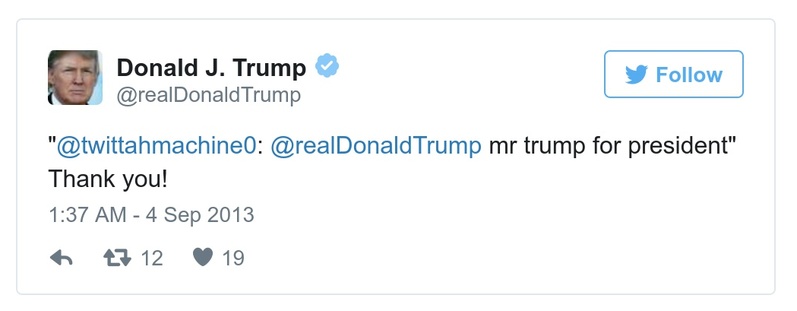 Donald J. Trump
@realDonaldTrump
Follow
"@twittahmachine0: @realDonaldTrump mr trump for president"
Thank you!
1:37 AM - 4 Sep 2013
12 19